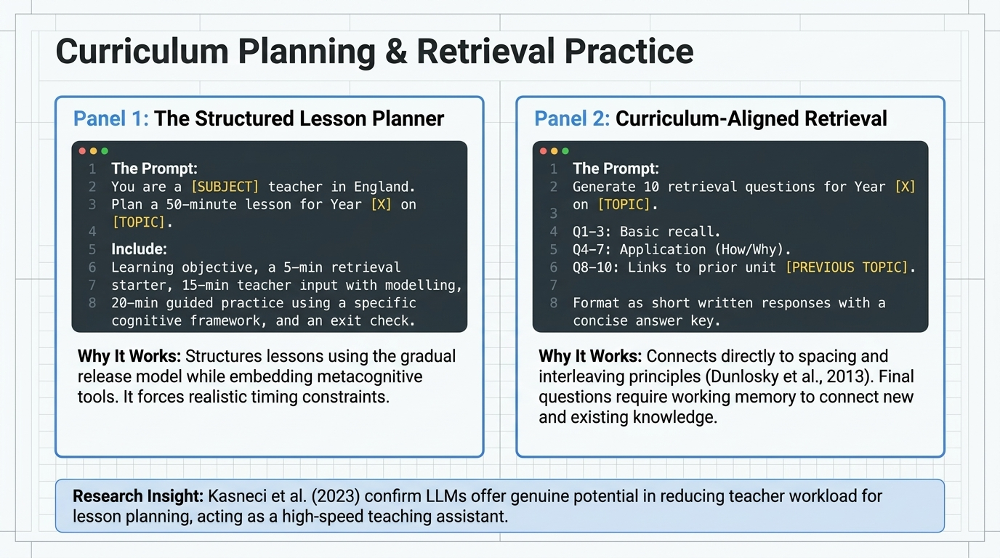 Curriculum Planning & Retrieval Practice
Panel 1: The Structured Lesson Planner
1 The Prompt:
2 You are a [SUBJECT] teacher in England.
3 Plan a 50-minute lesson for Year [X] on
[TOPIC].
4
5 Include:
6 Learning objective, a 5-min retrieval
7 starter, 15-min teacher input with modelling,
8 20-min guided practice using a specific
cognitive framework, and an exit check.
Why It Works: Structures lessons using the gradual
release model while embedding metacognitive
tools. It forces realistic timing constraints.
Panel 2: Curriculum-Aligned Retrieval
1 The Prompt:
2 Generate 10 retrieval questions for Year [X]
on [TOPIC].
3
4 Q1-3: Basic recall.
5 Q4-7: Application (How/Why).
6 Q8-10: Links to prior unit [PREVIOUS TOPIC].
7
8 Format as short written responses with a
concise answer key.
Why It Works: Connects directly to spacing and
interleaving principles (Dunlosky et al., 2013). Final
questions require working memory to connect new
and existing knowledge.
Research Insight: Kasneci et al. (2023) confirm LLMs offer genuine potential in reducing teacher workload for
lesson planning, acting as a high-speed teaching assistant.